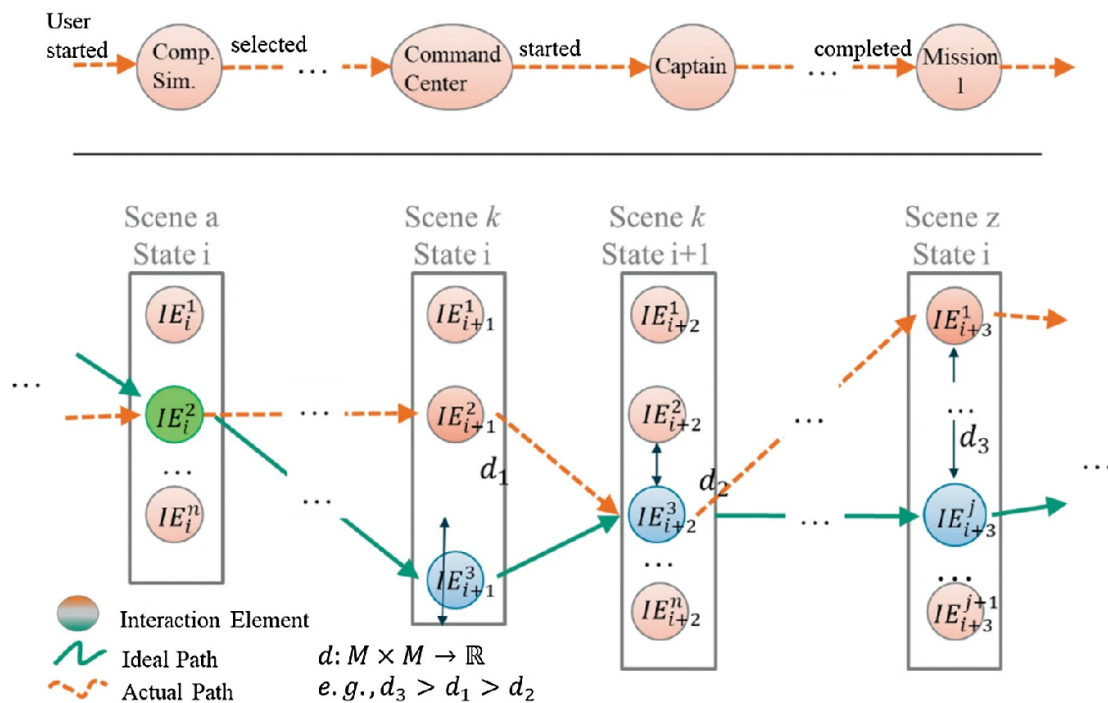 User
started
Comp.
Sim.
selected
...
Command
Center
started
Captain
...
completed
Mission
1
Scene a
State i
Scene k
State i
Scene k
State i+1
Scene z
State i
IE_i^1
IE_{i+1}^1
IE_{i+2}^1
IE_{i+3}^1
...
IE_i^2
...
IE_{i+1}^2
IE_{i+2}^2
...
...
...
d_1
d_2
d_3
...
IE_i^n
...
IE_{i+2}^3
...
IE_{i+3}^j
IE_{i+1}^3
...
...
IE_{i+2}^n
IE_{i+3}^{j+1}
Interaction Element
Ideal Path
Actual Path
d: M × M → ℝ
e.g., d_3 > d_1 > d_2